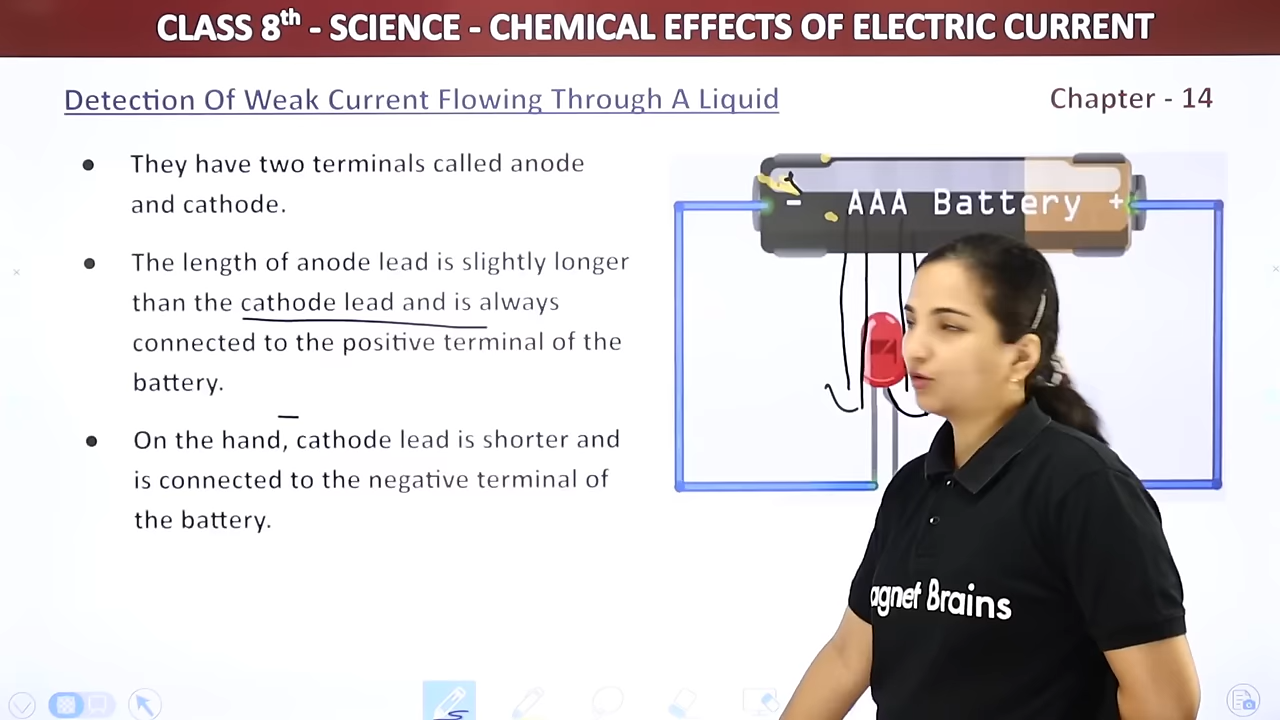 CLASS 8th - SCIENCE - CHEMICAL EFFECTS OF ELECTRIC CURRENT
Detection Of Weak Current Flowing Through A Liquid
Chapter - 14
They have two terminals called anode
and cathode.
The length of anode lead is slightly longer
than the cathode lead and is always
connected to the positive terminal of the
battery.
On the hand, cathode lead is shorter and
is connected to the negative terminal of
the battery.
- AAA Battery +
agnet Brains